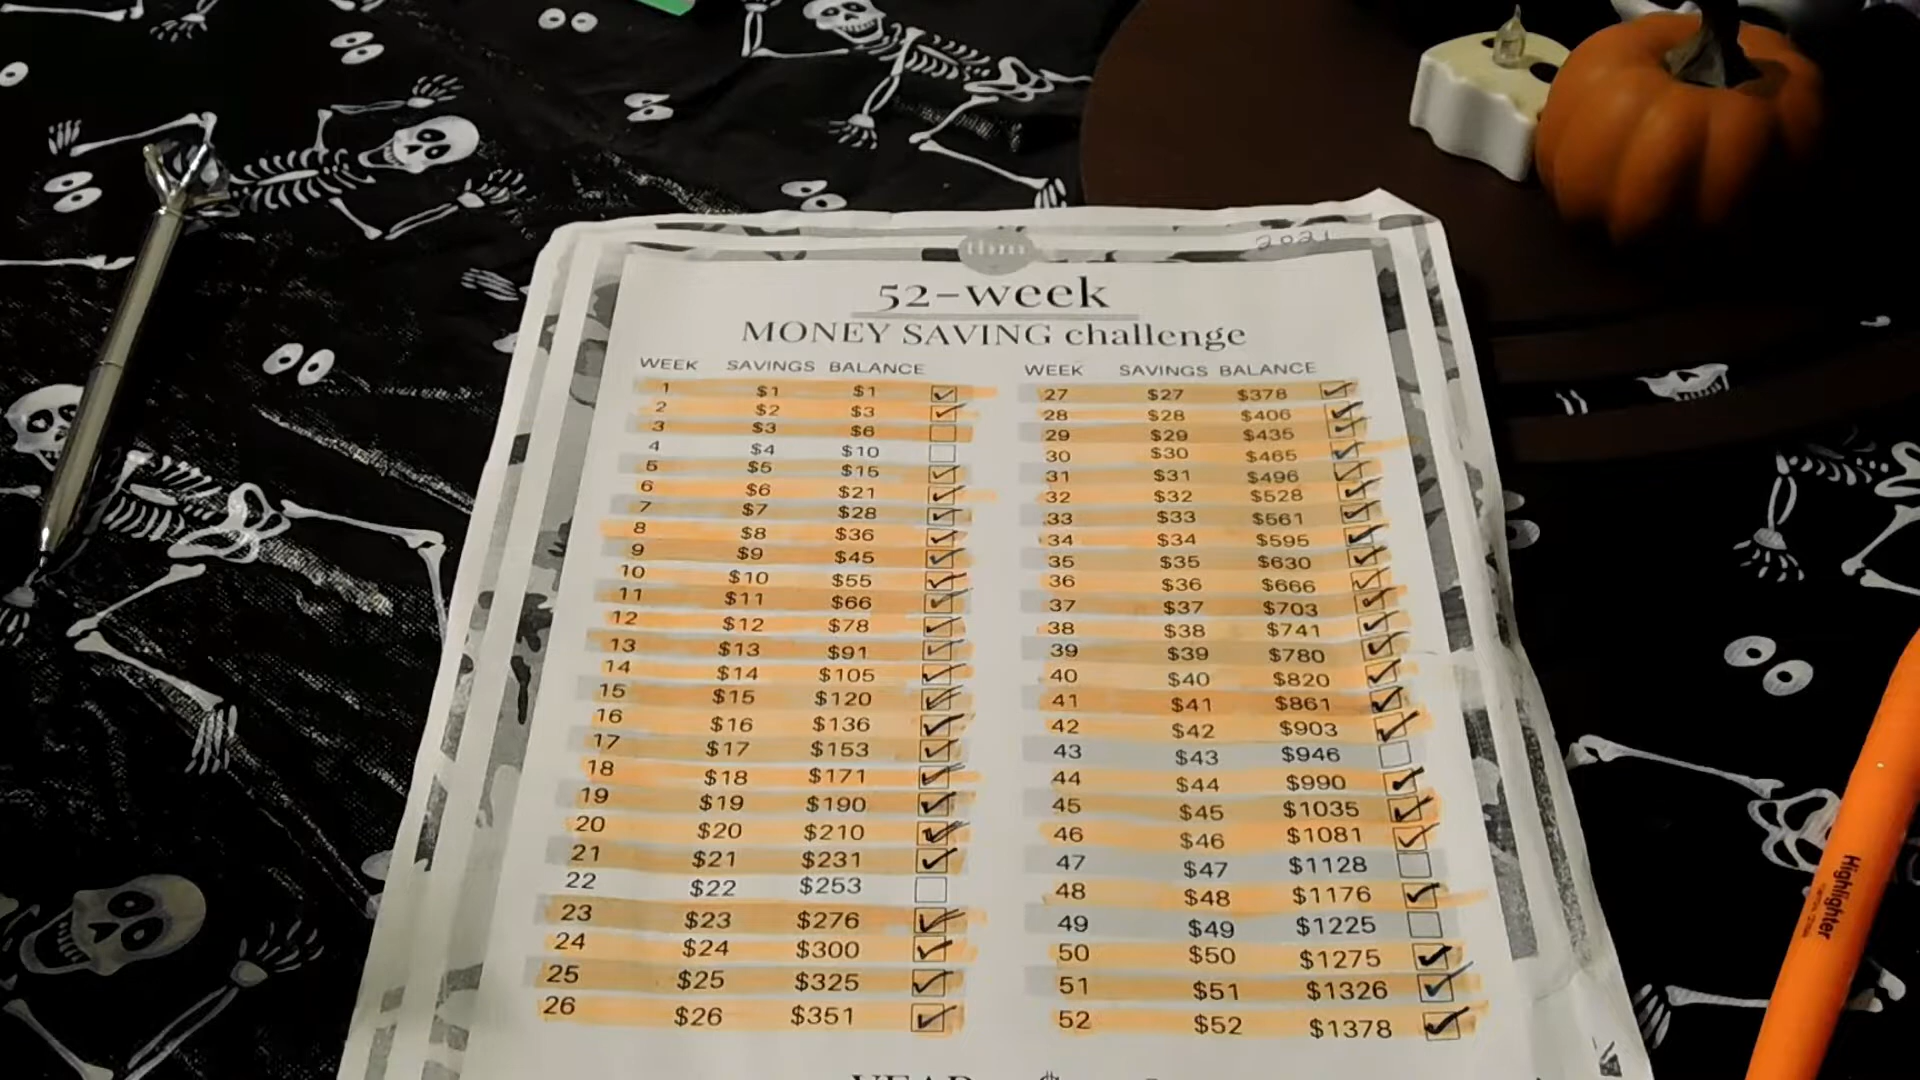 tbm
2021
52-week
MONEY SAVING challenge
WEEK SAVINGS BALANCE
1 $1 $1
2 $2 $3
3 $3 $6
4 $4 $10
5 $5 $15
6 $6 $21
7 $7 $28
8 $8 $36
9 $9 $45
10 $10 $55
11 $11 $66
12 $12 $78
13 $13 $91
14 $14 $105
15 $15 $120
16 $16 $136
17 $17 $153
18 $18 $171
19 $19 $190
20 $20 $210
21 $21 $231
22 $22 $253
23 $23 $276
24 $24 $300
25 $25 $325
26 $26 $351
WEEK SAVINGS BALANCE
27 $27 $378
28 $28 $406
29 $29 $435
30 $30 $465
31 $31 $496
32 $32 $528
33 $33 $561
34 $34 $595
35 $35 $630
36 $36 $666
37 $37 $703
38 $38 $741
39 $39 $780
40 $40 $820
41 $41 $861
42 $42 $903
43 $43 $946
44 $44 $990
45 $45 $1035
46 $46 $1081
47 $47 $1128
48 $48 $1176
49 $49 $1225
50 $50 $1275
51 $51 $1326
52 $52 $1378
Highlighter